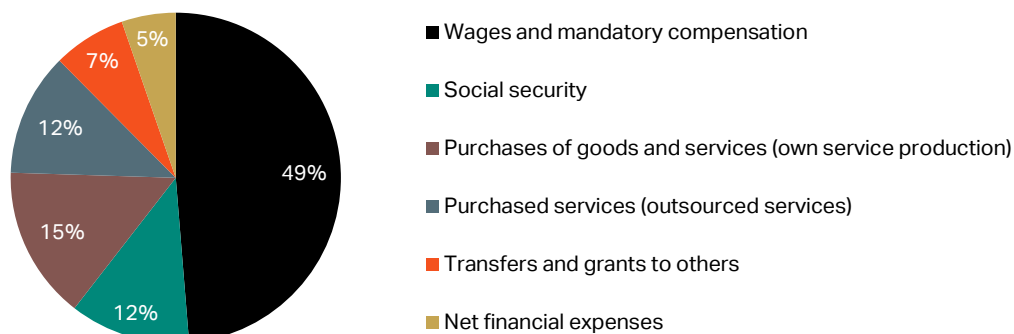 5%
7%
12%
49%
15%
12%
Wages and mandatory compensation
Social security
Purchases of goods and services (own service production)
Purchased services (outsourced services)
Transfers and grants to others
Net financial expenses